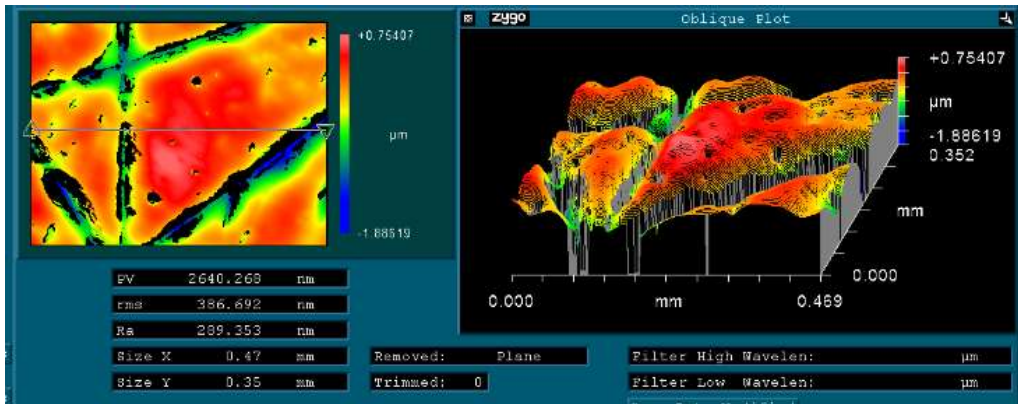 zygo Oblique Plot
+0.75407
µm
-1.88619
+0.75407
µm
-1.88619
0.352
mm
0.000
0.000 mm 0.469
PV 2640.268 nm
rms 386.692 nm
Ra 289.353 nm
Size X 0.47 mm
Size Y 0.35 mm
Removed: Plane
Trimmed: 0
Filter High Wavelen: µm
Filter Low Wavelen: µm